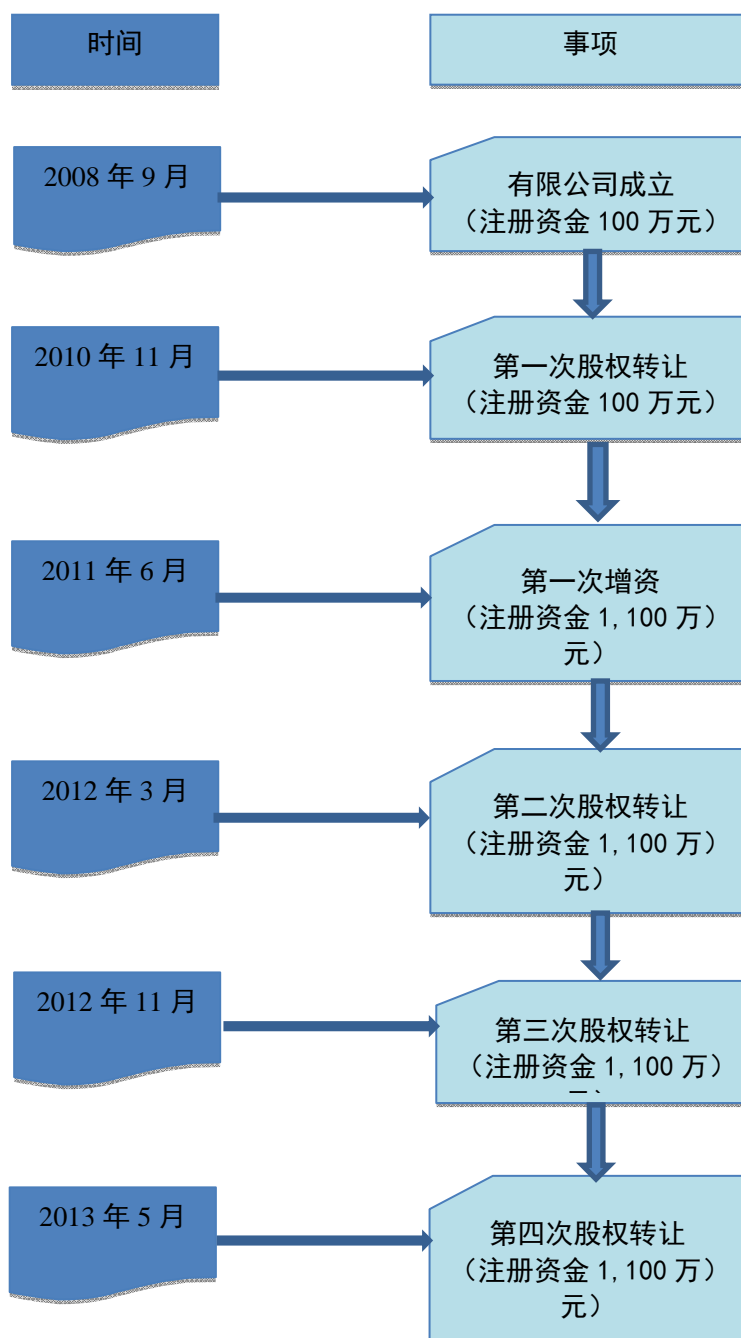 时间
事项
2008 年 9 月
有限公司成立
（注册资金 100 万元）
2010 年 11 月
第一次股权转让
（注册资金 100 万元）
2011 年 6 月
第一次增资
（注册资金 1,100 万）
元）
2012 年 3 月
第二次股权转让
（注册资金 1,100 万）
元）
2012 年 11 月
第三次股权转让
（注册资金 1,100 万）
2013 年 5 月
第四次股权转让
（注册资金 1,100 万）
元）